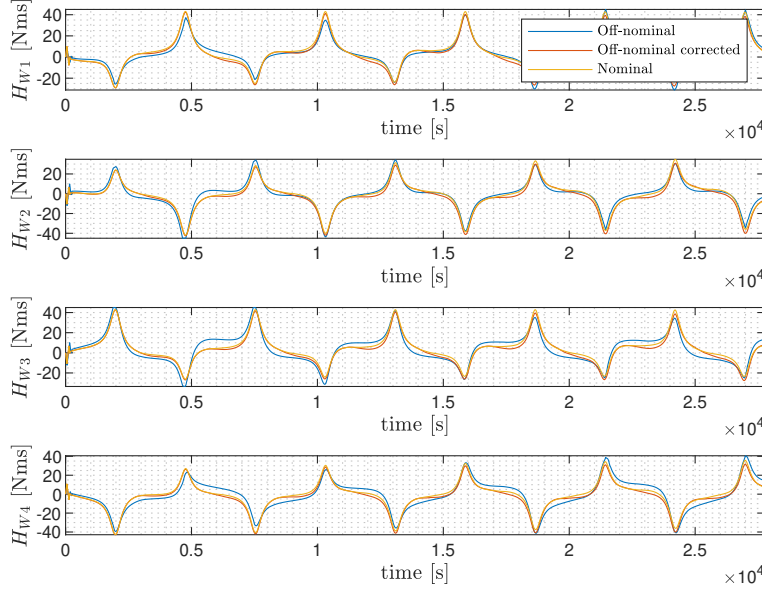 H_{W1} [Nms]
40
20
0
-20
Off-nominal
Off-nominal corrected
Nominal
0 0.5 1 1.5 2 2.5
time [s]
×10^4
H_{W2} [Nms]
20
0
-20
-40
0 0.5 1 1.5 2 2.5
time [s]
×10^4
H_{W3} [Nms]
40
20
0
-20
0 0.5 1 1.5 2 2.5
time [s]
×10^4
H_{W4} [Nms]
40
20
0
-20
-40
0 0.5 1 1.5 2 2.5
time [s]
×10^4